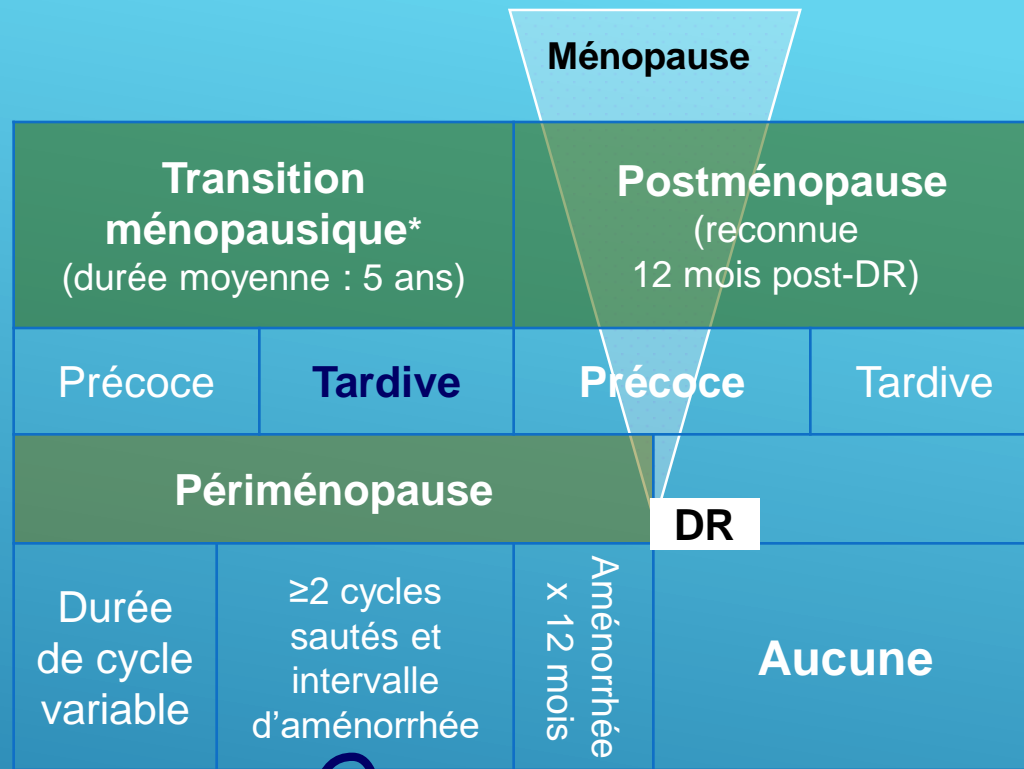 Ménopause
Transition
ménopausique*
(durée moyenne : 5 ans)
Postménopause
(reconnue
12 mois post-DR)
Précoce
Tardive
Précoce
Tardive
Périménopause
DR
Durée
de cycle
variable
≥2 cycles
sautés et
intervalle
d’aménorrhée
Aménorrhée
x 12 mois
Aucune